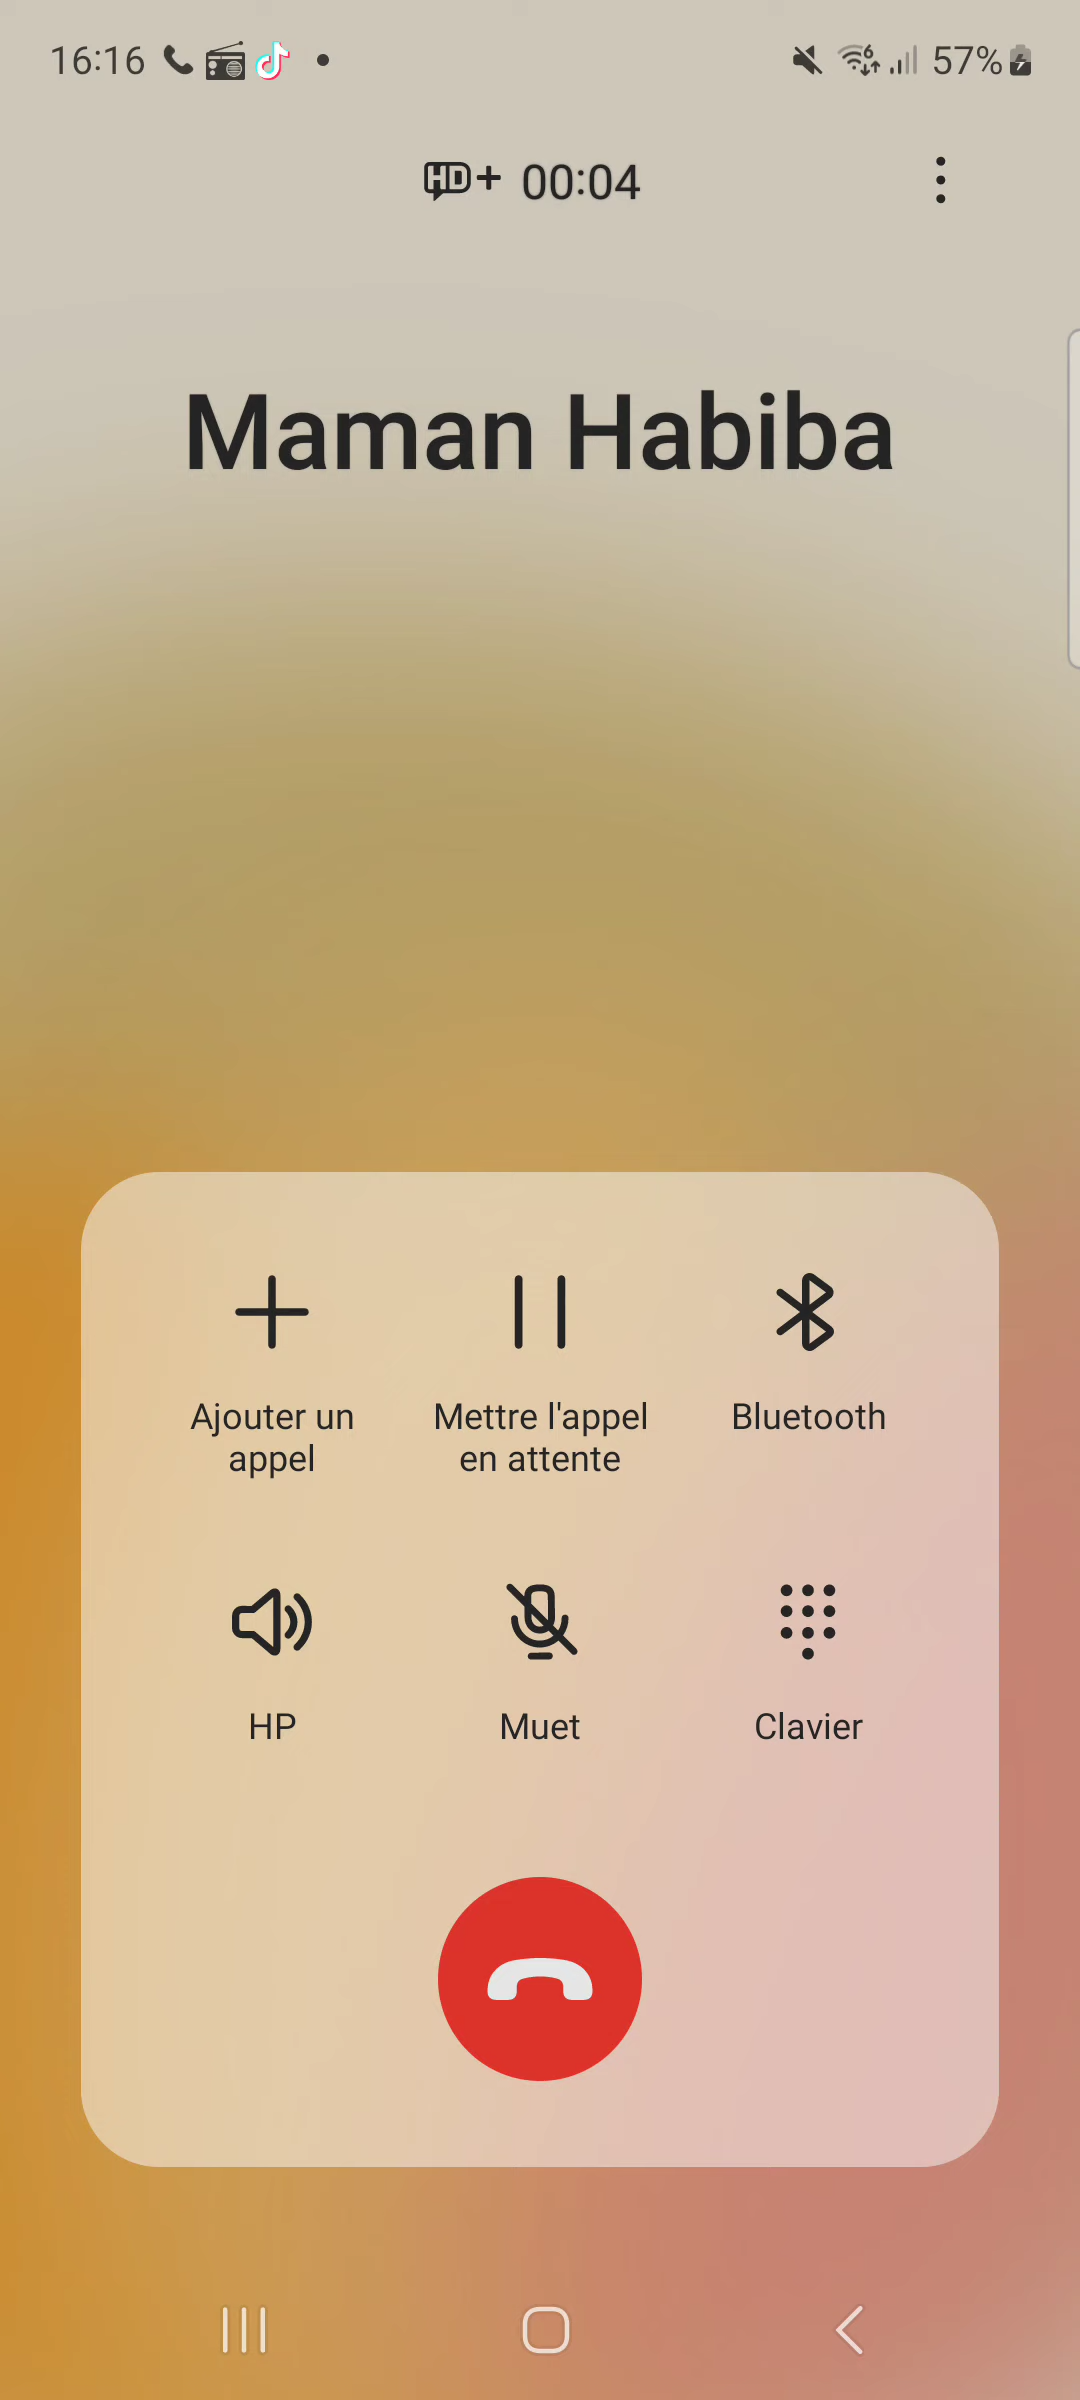 16:16 57%
HD+ 00:04
Maman Habiba
Ajouter un appel
Mettre l'appel en attente
Bluetooth
HP
Muet
Clavier